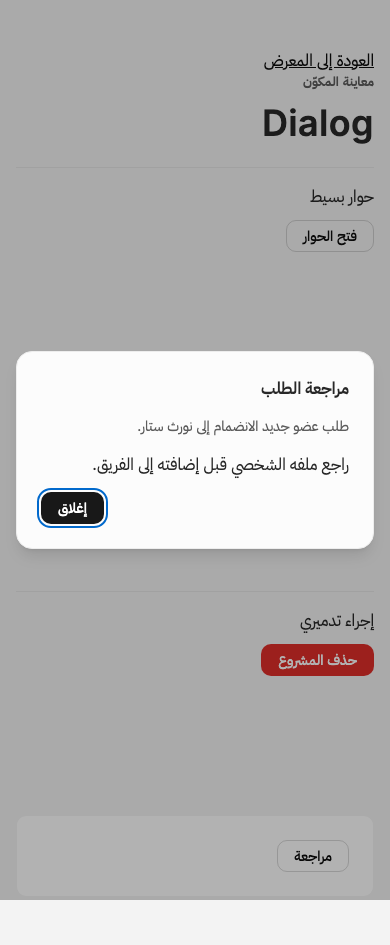 العودة إلى المعرض
معاينة المكوّن
Dialog
حوار بسيط
فتح الحوار
مراجعة الطلب
طلب عضو جديد الانضمام إلى نورث ستار.
راجع ملفه الشخصي قبل إضافته إلى الفريق.
إغلاق
إجراء تدميري
حذف المشروع
مراجعة